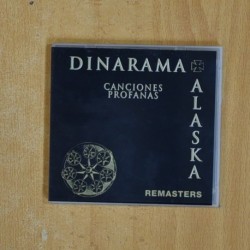 DINARAMA
ALASKA
CANCIONES
PROFANAS
REMASTERS